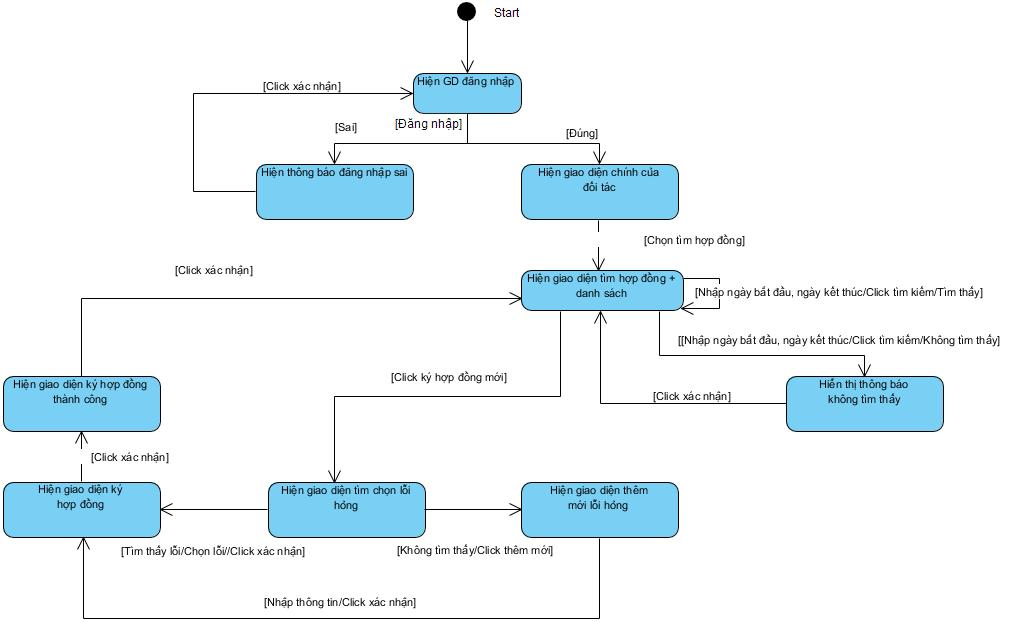 Start
[Click xác nhận]
Hiện GD đăng nhập
[Sai]
[Đăng nhập]
[Đúng]
Hiện thông báo đăng nhập sai
Hiện giao diện chính của
đối tác
[Chọn tìm hợp đồng]
[Click xác nhận]
Hiện giao diện tìm hợp đồng +
danh sách
[Nhập ngày bắt đầu, ngày kết thúc/Click tìm kiếm/Tìm thấy]
[[Nhập ngày bắt đầu, ngày kết thúc/Click tìm kiếm/Không tìm thấy]
Hiện giao diện ký hợp đồng
thành công
[Click ký hợp đồng mới]
[Click xác nhận]
Hiển thị thông báo
không tìm thấy
[Click xác nhận]
Hiện giao diện ký
hợp đồng
Hiện giao diện tìm chọn lỗi
hỏng
Hiện giao diện thêm
mới lỗi hỏng
[Tìm thấy lỗi/Chọn lỗi//Click xác nhận]
[Không tìm thấy/Click thêm mới]
[Nhập thông tin/Click xác nhận]